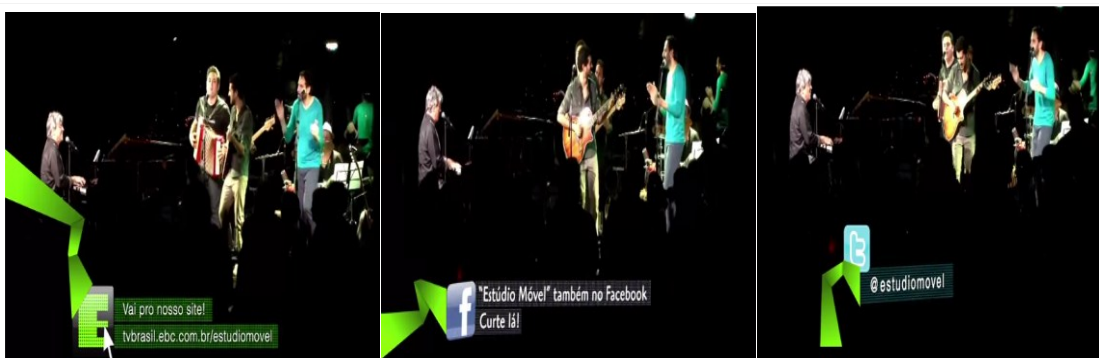 Vai pro nosso site!
tvbrasil.ebc.com.br/estudiomovel
"Estúdio Móvel" também no Facebook
Curte lá!
@estudiomovel